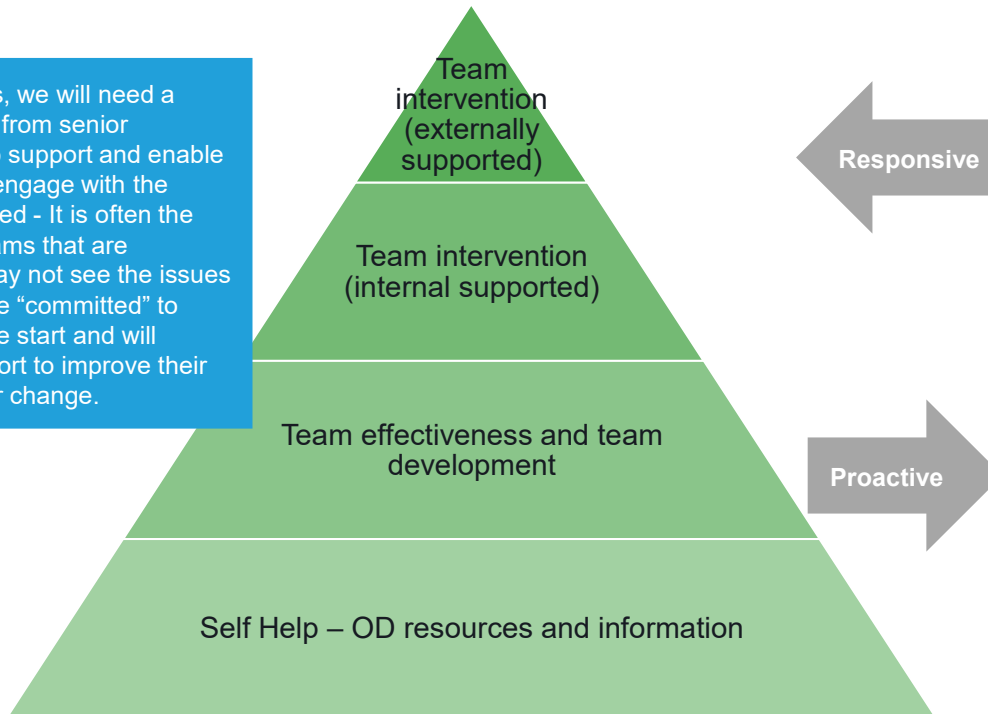 s, we will need a
from senior
support and enable
engage with the
ed - It is often the
ams that are
ay not see the issues
e “committed” to
e start and will
ort to improve their
r change.
Team
intervention
(externally
supported)
Responsive
Team intervention
(internal supported)
Team effectiveness and team
development
Proactive
Self Help – OD resources and information